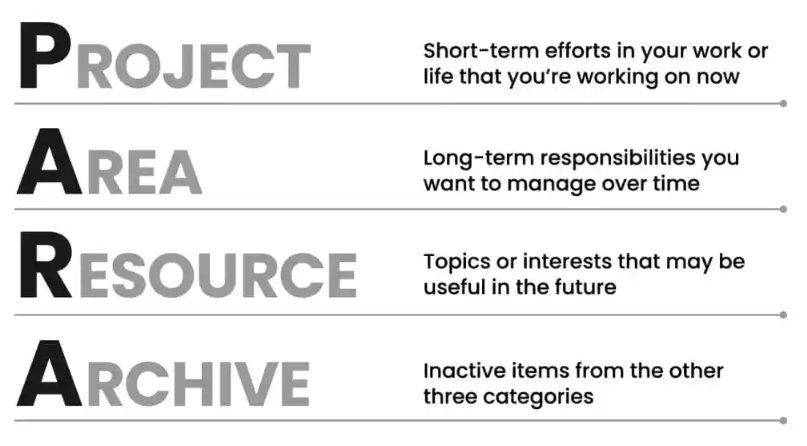 PROJECT
Short-term efforts in your work or
life that you’re working on now
AREA
Long-term responsibilities you
want to manage over time
RESOURCE
Topics or interests that may be
useful in the future
ARCHIVE
Inactive items from the other
three categories